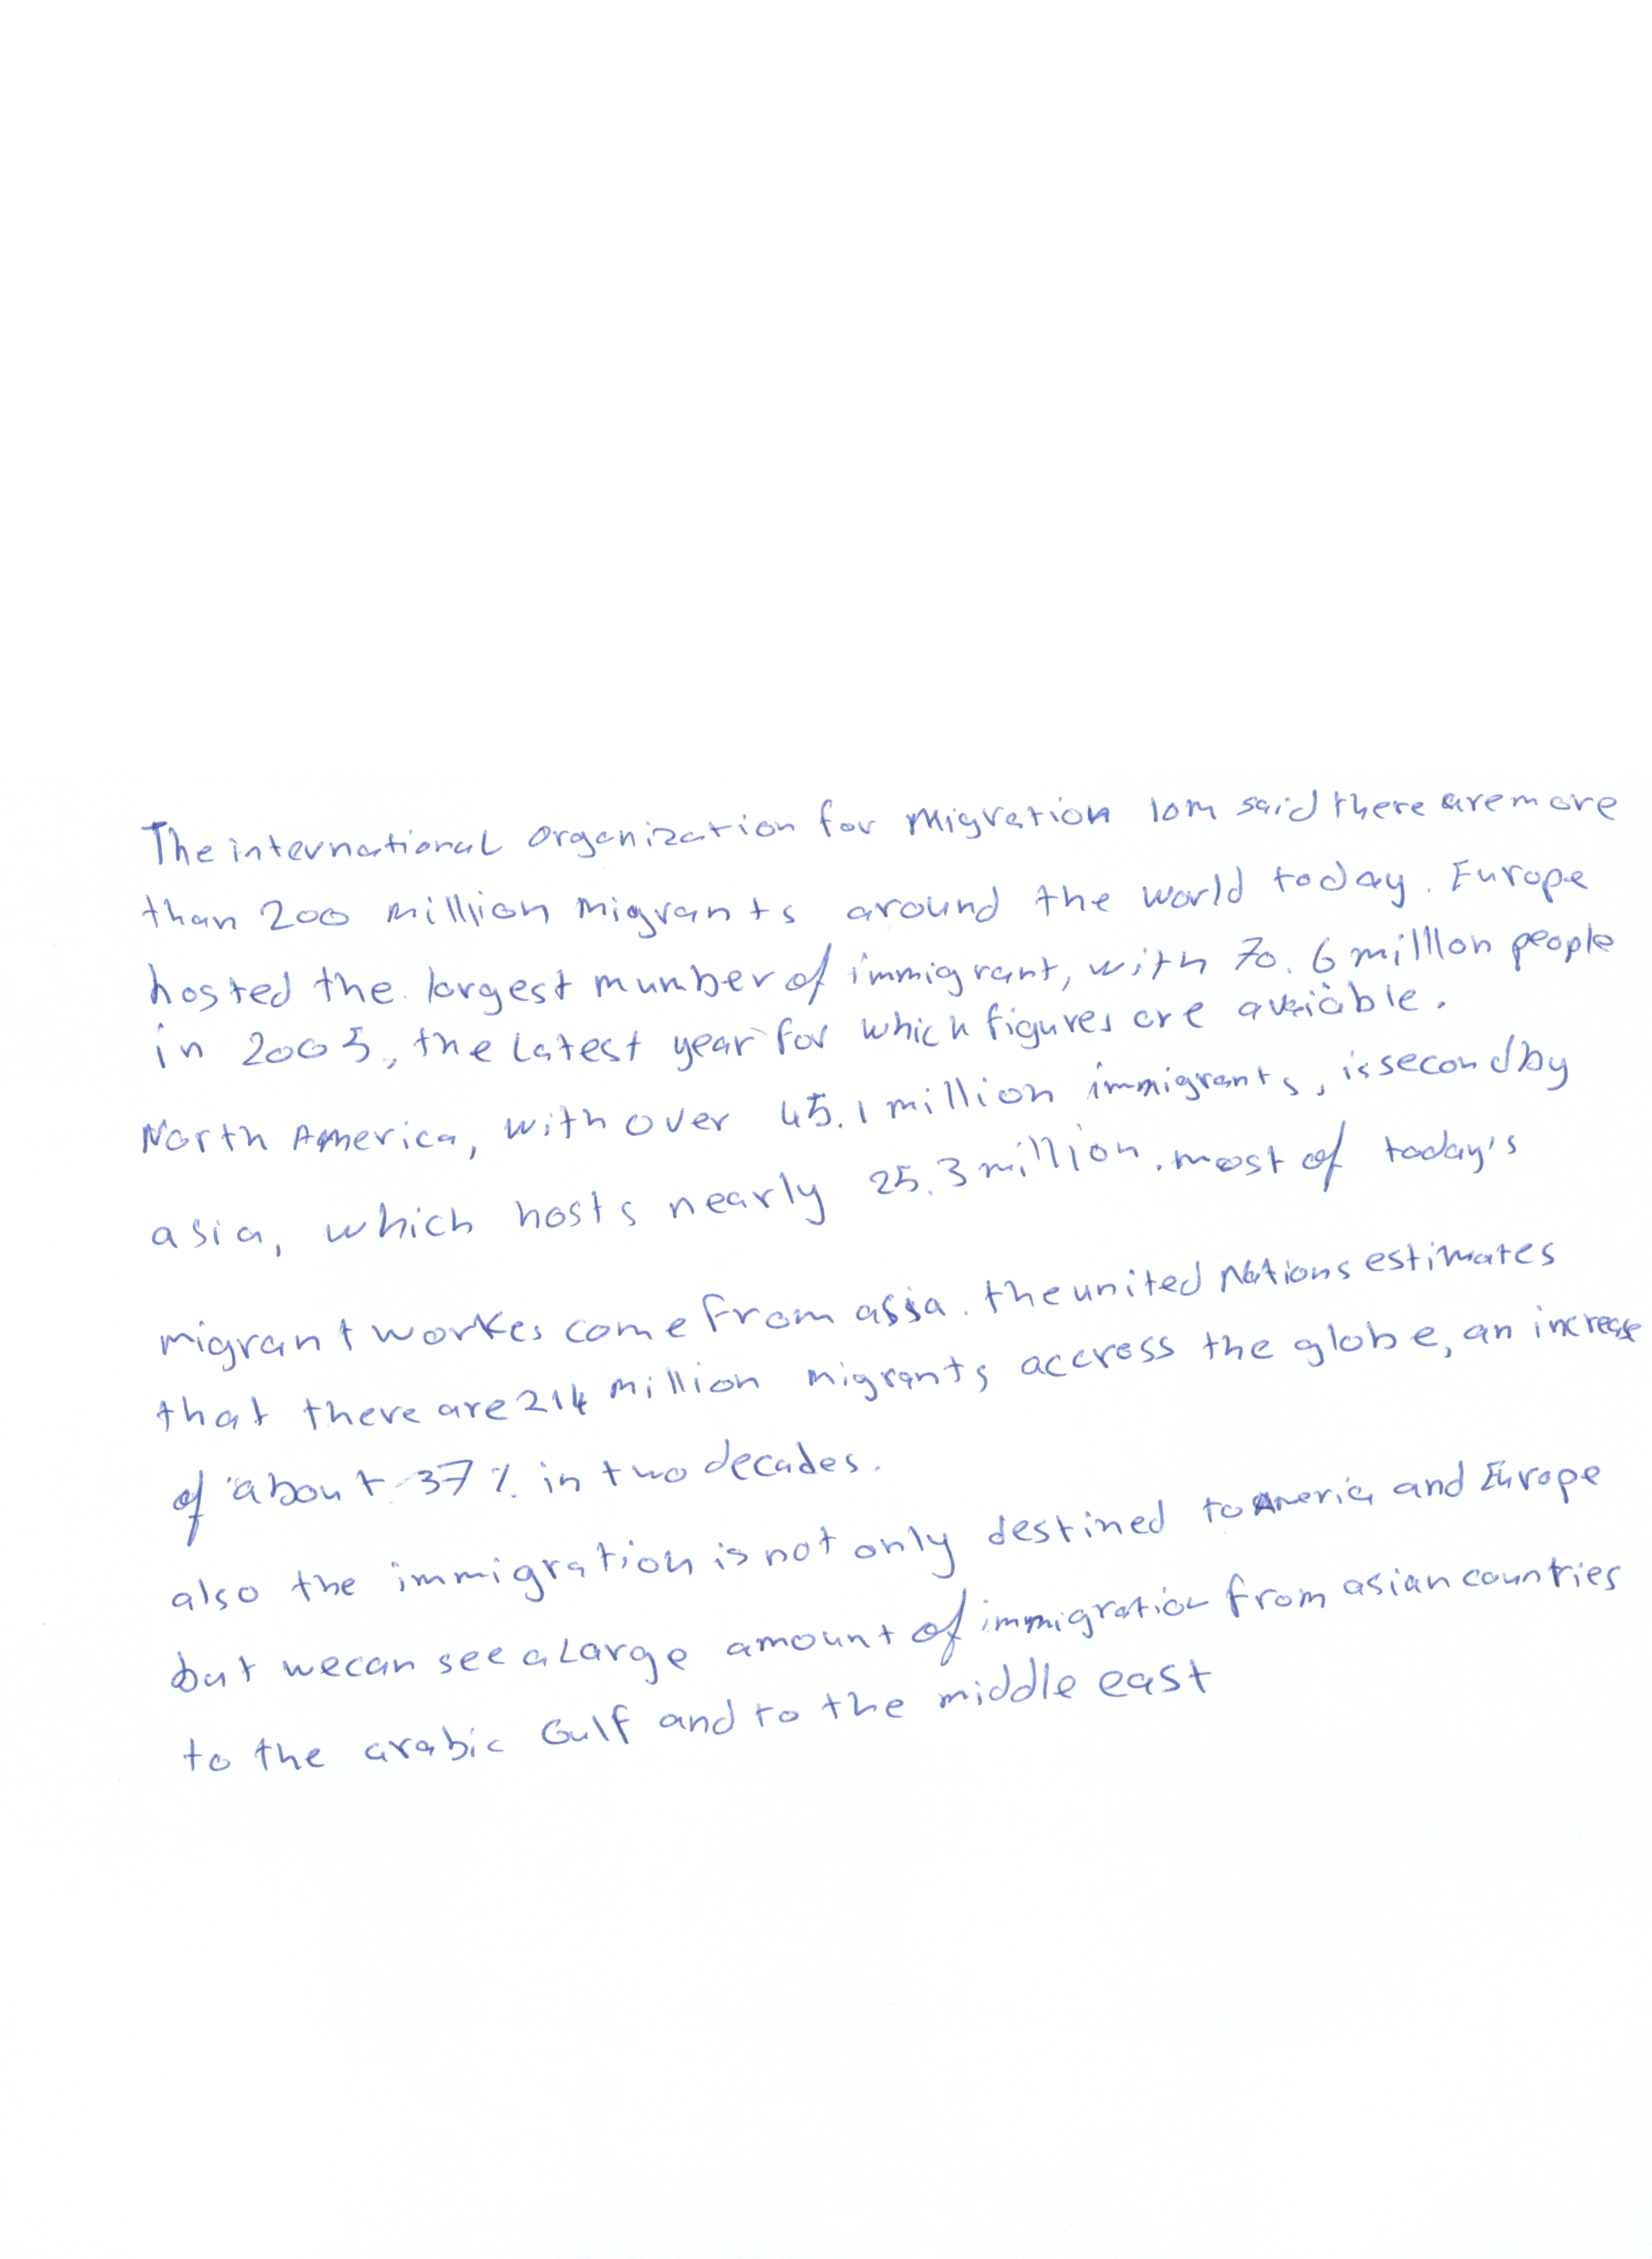 The international organization for Migration IOM said there are more
than 200 million migrants around the world today. Europe
hosted the largest munber of immigrant, with 70.6 milllon people
in 2005, the latest year for which figures are avaiable.
North America, with over 45.1 million immigrants, is second by
asia, which hosts nearly 25.3 million. most of today's
migrant workes come from asia. the united Nations estimates
that there are 214 million migrants accross the globe, an increase
of about 37% in two decades.
also the immigration is not only destined to Ameria and Europe
but we can see a large amount of immigration from asian countries
to the arabic Gulf and to the middle east